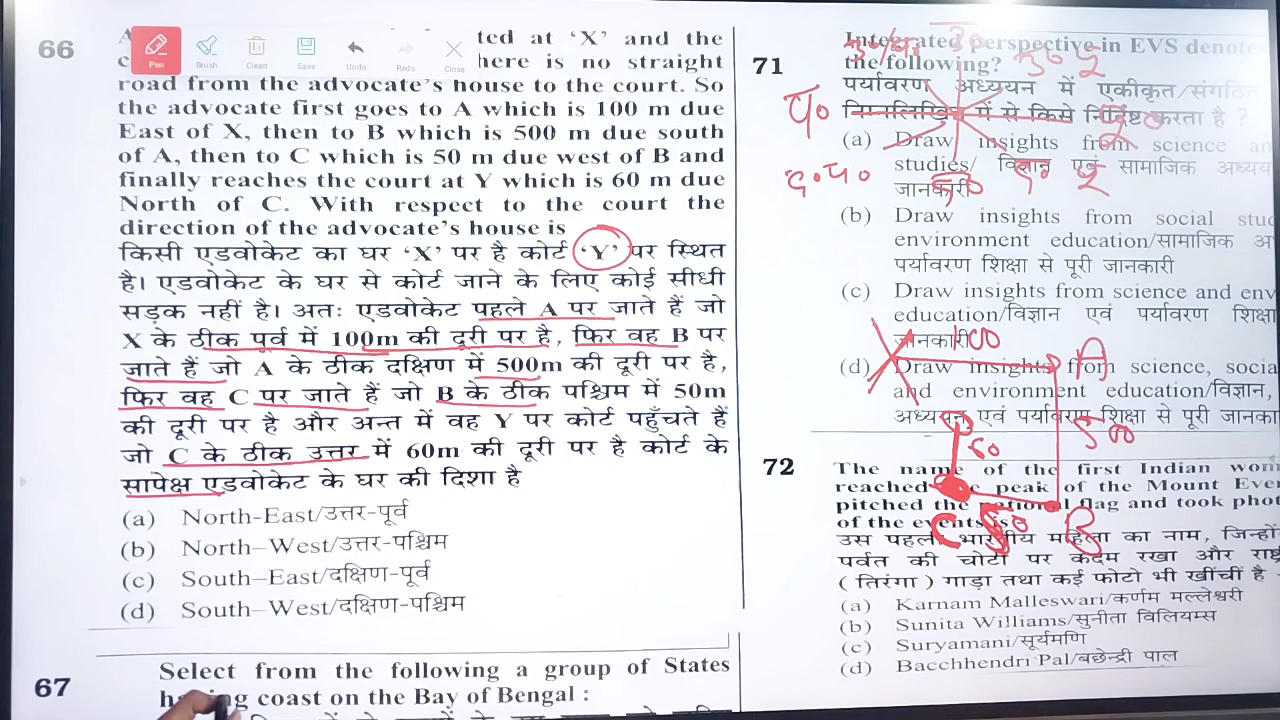 66
ted at ‘X’ and the
here is no straight
road from the advocate's house to the court. So
the advocate first goes to A which is 100 m due
East of X, then to B which is 500 m due south
of A, then to C which is 50 m due west of B and
finally reaches the court at Y which is 60 m due
North of C. With respect to the court the
direction of the advocate's house is
किसी एडवोकेट का घर ‘X’ पर है कोर्ट ‘Y’ पर स्थित
है। एडवोकेट के घर से कोर्ट जाने के लिए कोई सीधी
सड़क नहीं है। अतः एडवोकेट पहले A पर जाते हैं जो
X के ठीक पूर्व में 100m की दूरी पर है, फिर वह B पर
जाते हैं जो A के ठीक दक्षिण में 500m की दूरी पर है,
फिर वह C पर जाते हैं जो B के ठीक पश्चिम में 50m
की दूरी पर है और अन्त में वह Y पर कोर्ट पहुँचते हैं
जो C के ठीक उत्तर में 60m की दूरी पर है कोर्ट के
सापेक्ष एडवोकेट के घर की दिशा है
(a) North-East/उत्तर-पूर्व
(b) North–West/उत्तर-पश्चिम
(c) South–East/दक्षिण-पूर्व
(d) South–West/दक्षिण-पश्चिम
67
Select from the following a group of States
coast on the Bay of Bengal :
Pen Brush Clean Save Undo Redo Close
71
Integrated perspective in EVS denote
the following?
पर्यावरण अध्ययन में एकीकृत/संगठित
निम्नलिखित में से किसे निर्दिष्ट करता है ?
(a) Draw insights from science an
studies/ विज्ञान एवं सामाजिक अध्यय
जानकारी
(b) Draw insights from social stud
environment education/सामाजिक अ
पर्यावरण शिक्षा से पूरी जानकारी
(c) Draw insights from science and env
education/विज्ञान एवं पर्यावरण शिक्षा
जानकारी
(d) Draw insights from science, socia
and environment education/विज्ञान,
अध्ययन एवं पर्यावरण शिक्षा से पूरी जानका
72
The name of the first Indian wom
reached the peak of the Mount Ever
pitched the national flag and took phot
of the events is
उस पहली भारतीय महिला का नाम, जिन्हों
पर्वत की चोटी पर कदम रखा और राष्ट्र
( तिरंगा ) गाड़ा तथा कई फोटो भी खींचीं है
(a) Karnam Malleswari/कर्णम मल्लेश्वरी
(b) Sunita Williams/सुनीता विलियम्स
(c) Suryamani/सूर्यमणि
(d) Bacchhendri Pal/बछेन्द्री पाल
100
A
500
60
C
50
B